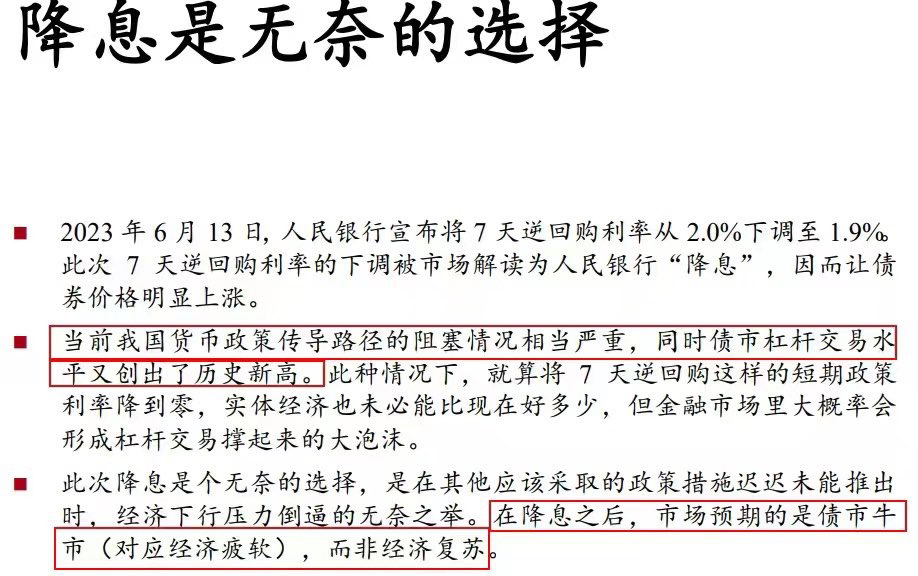 降息是无奈的选择
2023 年 6 月 13 日, 人民银行宣布将 7 天逆回购利率从 2.0%下调至 1.9%。
此次 7 天逆回购利率的下调被市场解读为人民银行“降息”，因而让债
券价格明显上涨。
当前我国货币政策传导路径的阻塞情况相当严重，同时债市杠杆交易水
平又创出了历史新高。此种情况下，就算将 7 天逆回购这样的短期政策
利率降到零，实体经济也未必能比现在好多少，但金融市场里大概率会
形成杠杆交易撑起来的大泡沫。
此次降息是个无奈的选择，是在其他应该采取的政策措施迟迟未能推出
时，经济下行压力倒逼的无奈之举。在降息之后，市场预期的是债市牛
市（对应经济疲软），而非经济复苏。